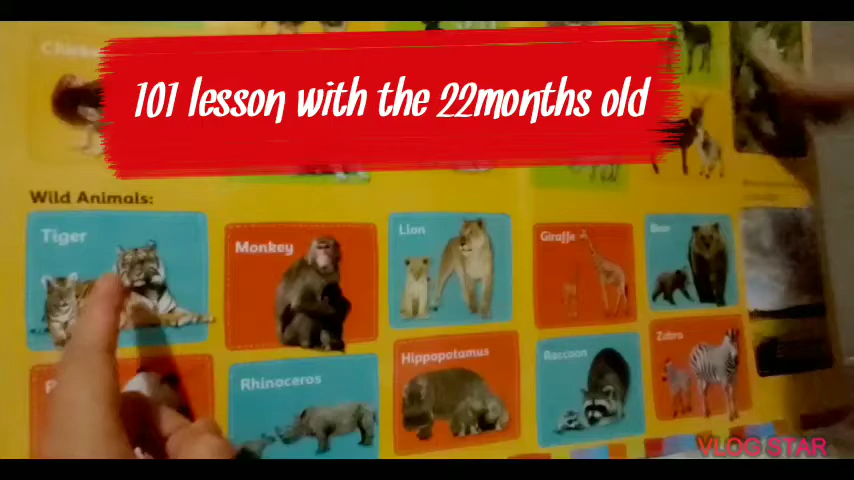 101 lesson with the 22months old
Wild Animals:
Tiger
Monkey
Lion
Giraffe
Bear
Rhinoceros
Hippopotamus
Raccoon
Zebra
VLOG STAR